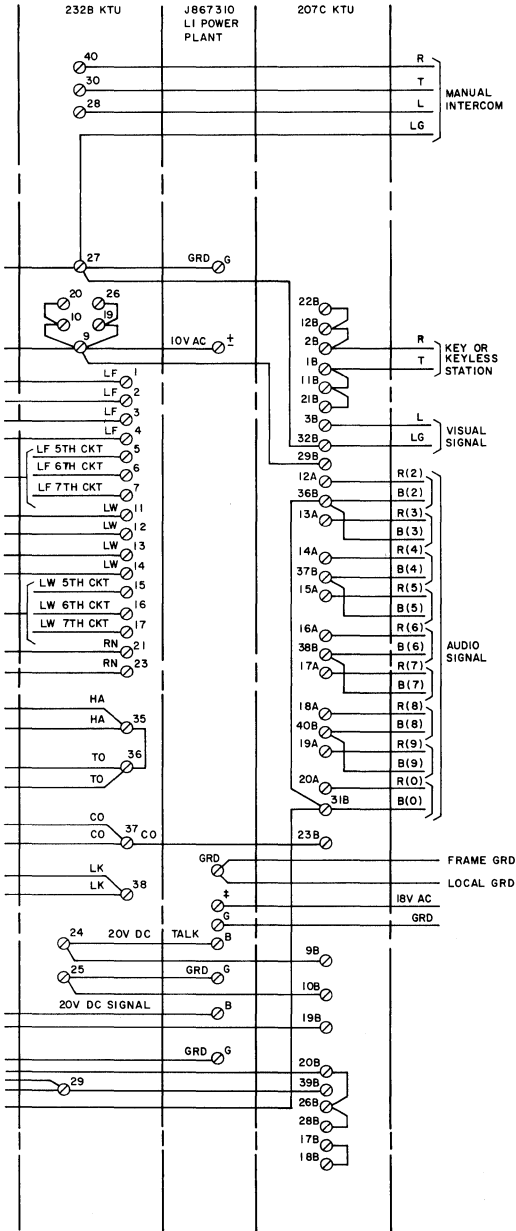 232B KTU
J867310
L1 POWER
PLANT
207C KTU
40
R
30
T
28
L
LG
MANUAL
INTERCOM
27
GRD
G
20
26
10
19
9
10V AC
±
22B
12B
2B
R
1B
T
KEY OR
KEYLESS
STATION
11B
21B
LF
1
LF
2
LF
3
LF
4
3B
L
32B
LG
VISUAL
SIGNAL
29B
LF 5TH CKT
5
LF 6TH CKT
6
LF 7TH CKT
7
LW
11
LW
12
LW
13
LW
14
LW 5TH CKT
15
LW 6TH CKT
16
LW 7TH CKT
17
RN
21
RN
23
12A
R(2)
36B
B(2)
13A
R(3)
B(3)
14A
R(4)
37B
B(4)
15A
R(5)
B(5)
16A
R(6)
38B
B(6)
17A
R(7)
B(7)
18A
R(8)
40B
B(8)
19A
R(9)
B(9)
20A
R(0)
31B
B(0)
AUDIO
SIGNAL
HA
HA
35
TO
36
TO
CO
CO
37
CO
23B
LK
LK
38
GRD
FRAME GRD
LOCAL GRD
‡
18V AC
G
GRD
24
20V DC TALK
B
9B
25
GRD
G
10B
20V DC SIGNAL
B
19B
GRD
G
20B
29
39B
26B
28B
17B
18B